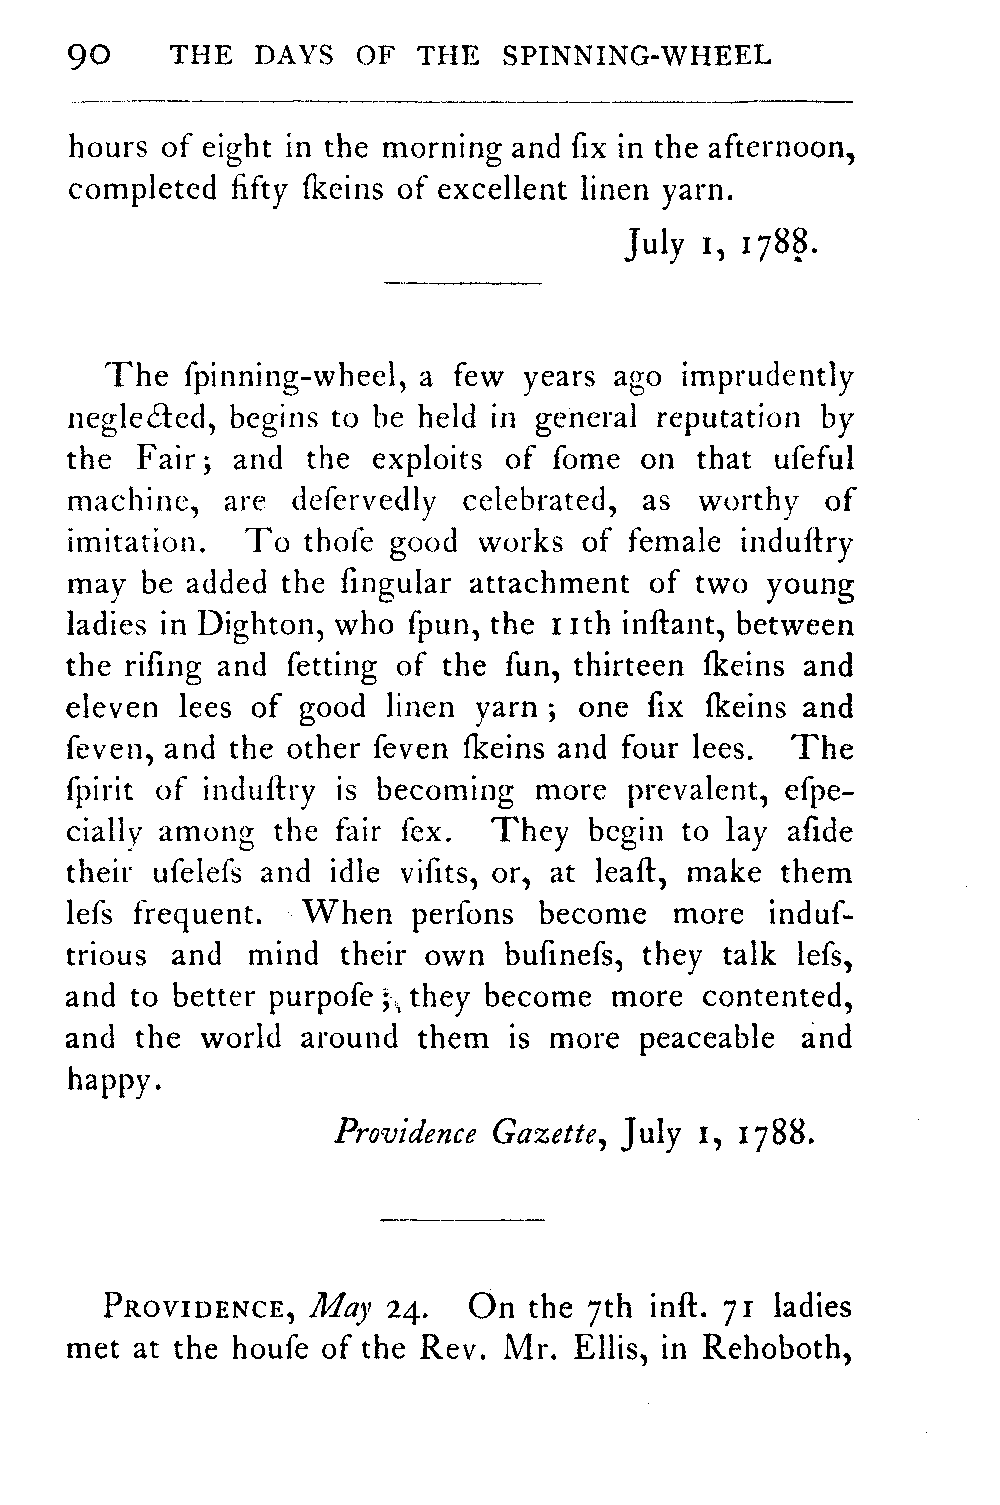 90 THE DAYS OF THE SPINNING-WHEEL
hours of eight in the morning and ſix in the afternoon,
completed fifty ſkeins of excellent linen yarn.
July 1, 1788.
The ſpinning-wheel, a few years ago imprudently
neglected, begins to be held in general reputation by
the Fair; and the exploits of ſome on that uſeful
machine, are deſervedly celebrated, as worthy of
imitation. To thoſe good works of female induſtry
may be added the ſingular attachment of two young
ladies in Dighton, who ſpun, the 11th inſtant, between
the riſing and ſetting of the ſun, thirteen ſkeins and
eleven lees of good linen yarn; one ſix ſkeins and
ſeven, and the other ſeven ſkeins and four lees. The
ſpirit of induſtry is becoming more prevalent, eſpe-
cially among the fair ſex. They begin to lay aſide
their uſeleſs and idle viſits, or, at leaſt, make them
leſs frequent. When perſons become more induſ-
trious and mind their own buſineſs, they talk leſs,
and to better purpoſe; they become more contented,
and the world around them is more peaceable and
happy.
Providence Gazette, July 1, 1788.
PROVIDENCE, May 24. On the 7th inſt. 71 ladies
met at the houſe of the Rev. Mr. Ellis, in Rehoboth,